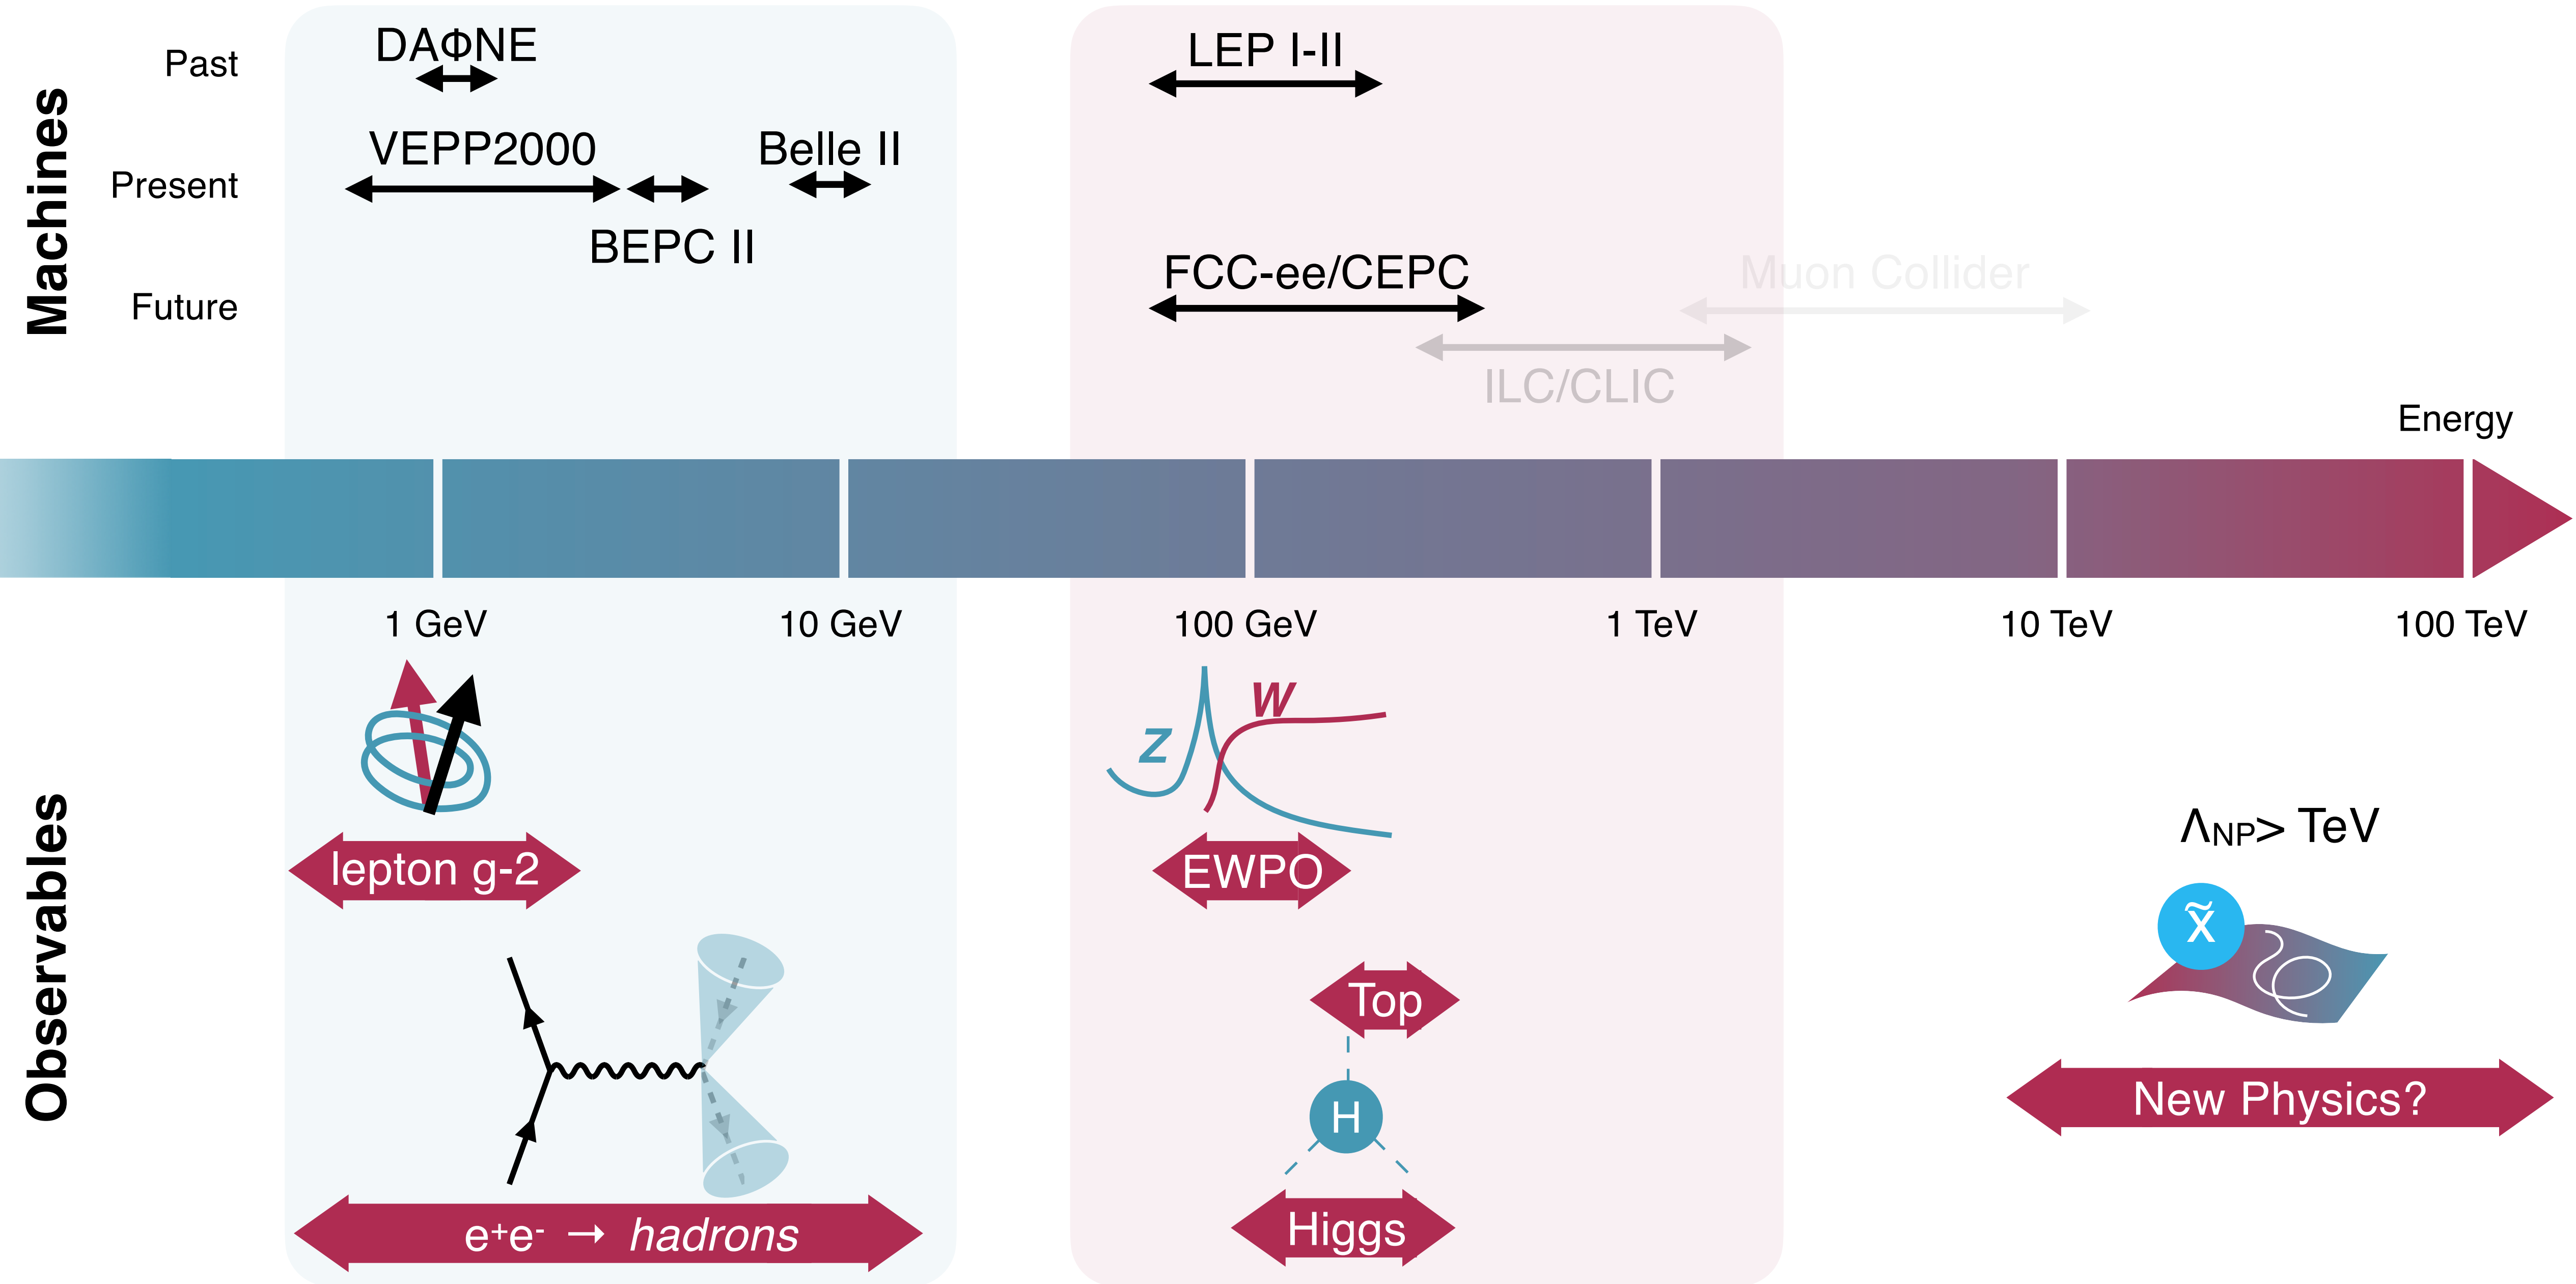 Machines
Past
DAΦNE
LEP I-II
Present
VEPP2000
Belle II
BEPC II
Future
FCC-ee/CEPC
Muon Collider
ILC/CLIC
Energy
1 GeV
10 GeV
100 GeV
1 TeV
10 TeV
100 TeV
Observables
Z
W
lepton g-2
EWPO
Λ_NP> TeV
x̃
Top
H
New Physics?
Higgs
e⁺e⁻ → hadrons